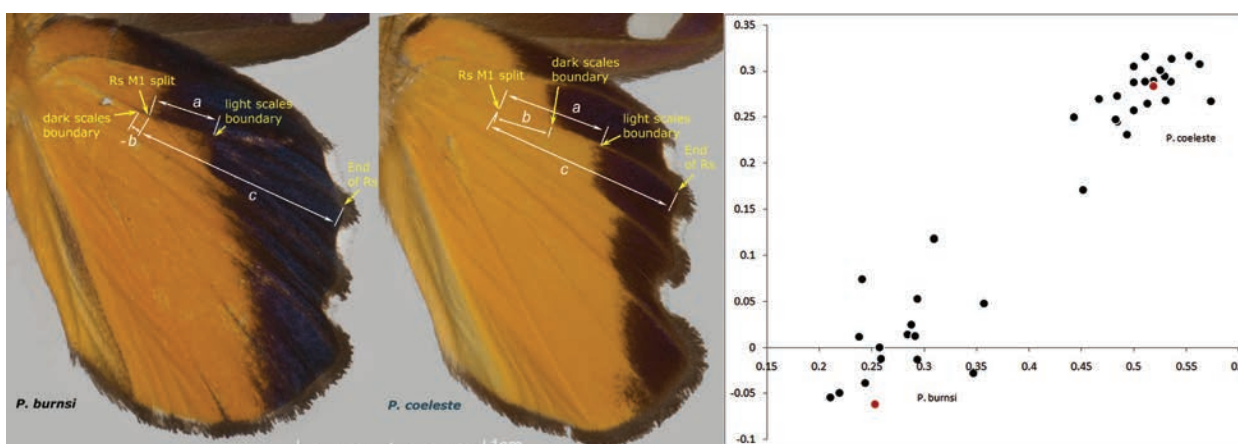 Rs M1 split
a
light scales
boundary
dark scales
boundary
-b
c
End
of Rs
P. burnsi
dark scales
boundary
Rs M1 split
a
b
light scales
boundary
c
End
of Rs
P. coeleste
0.35
0.3
0.25
0.2
0.15
0.1
0.05
0
-0.05
-0.1
0.15 0.2 0.25 0.3 0.35 0.4 0.45 0.5 0.55
P. coeleste
P. burnsi